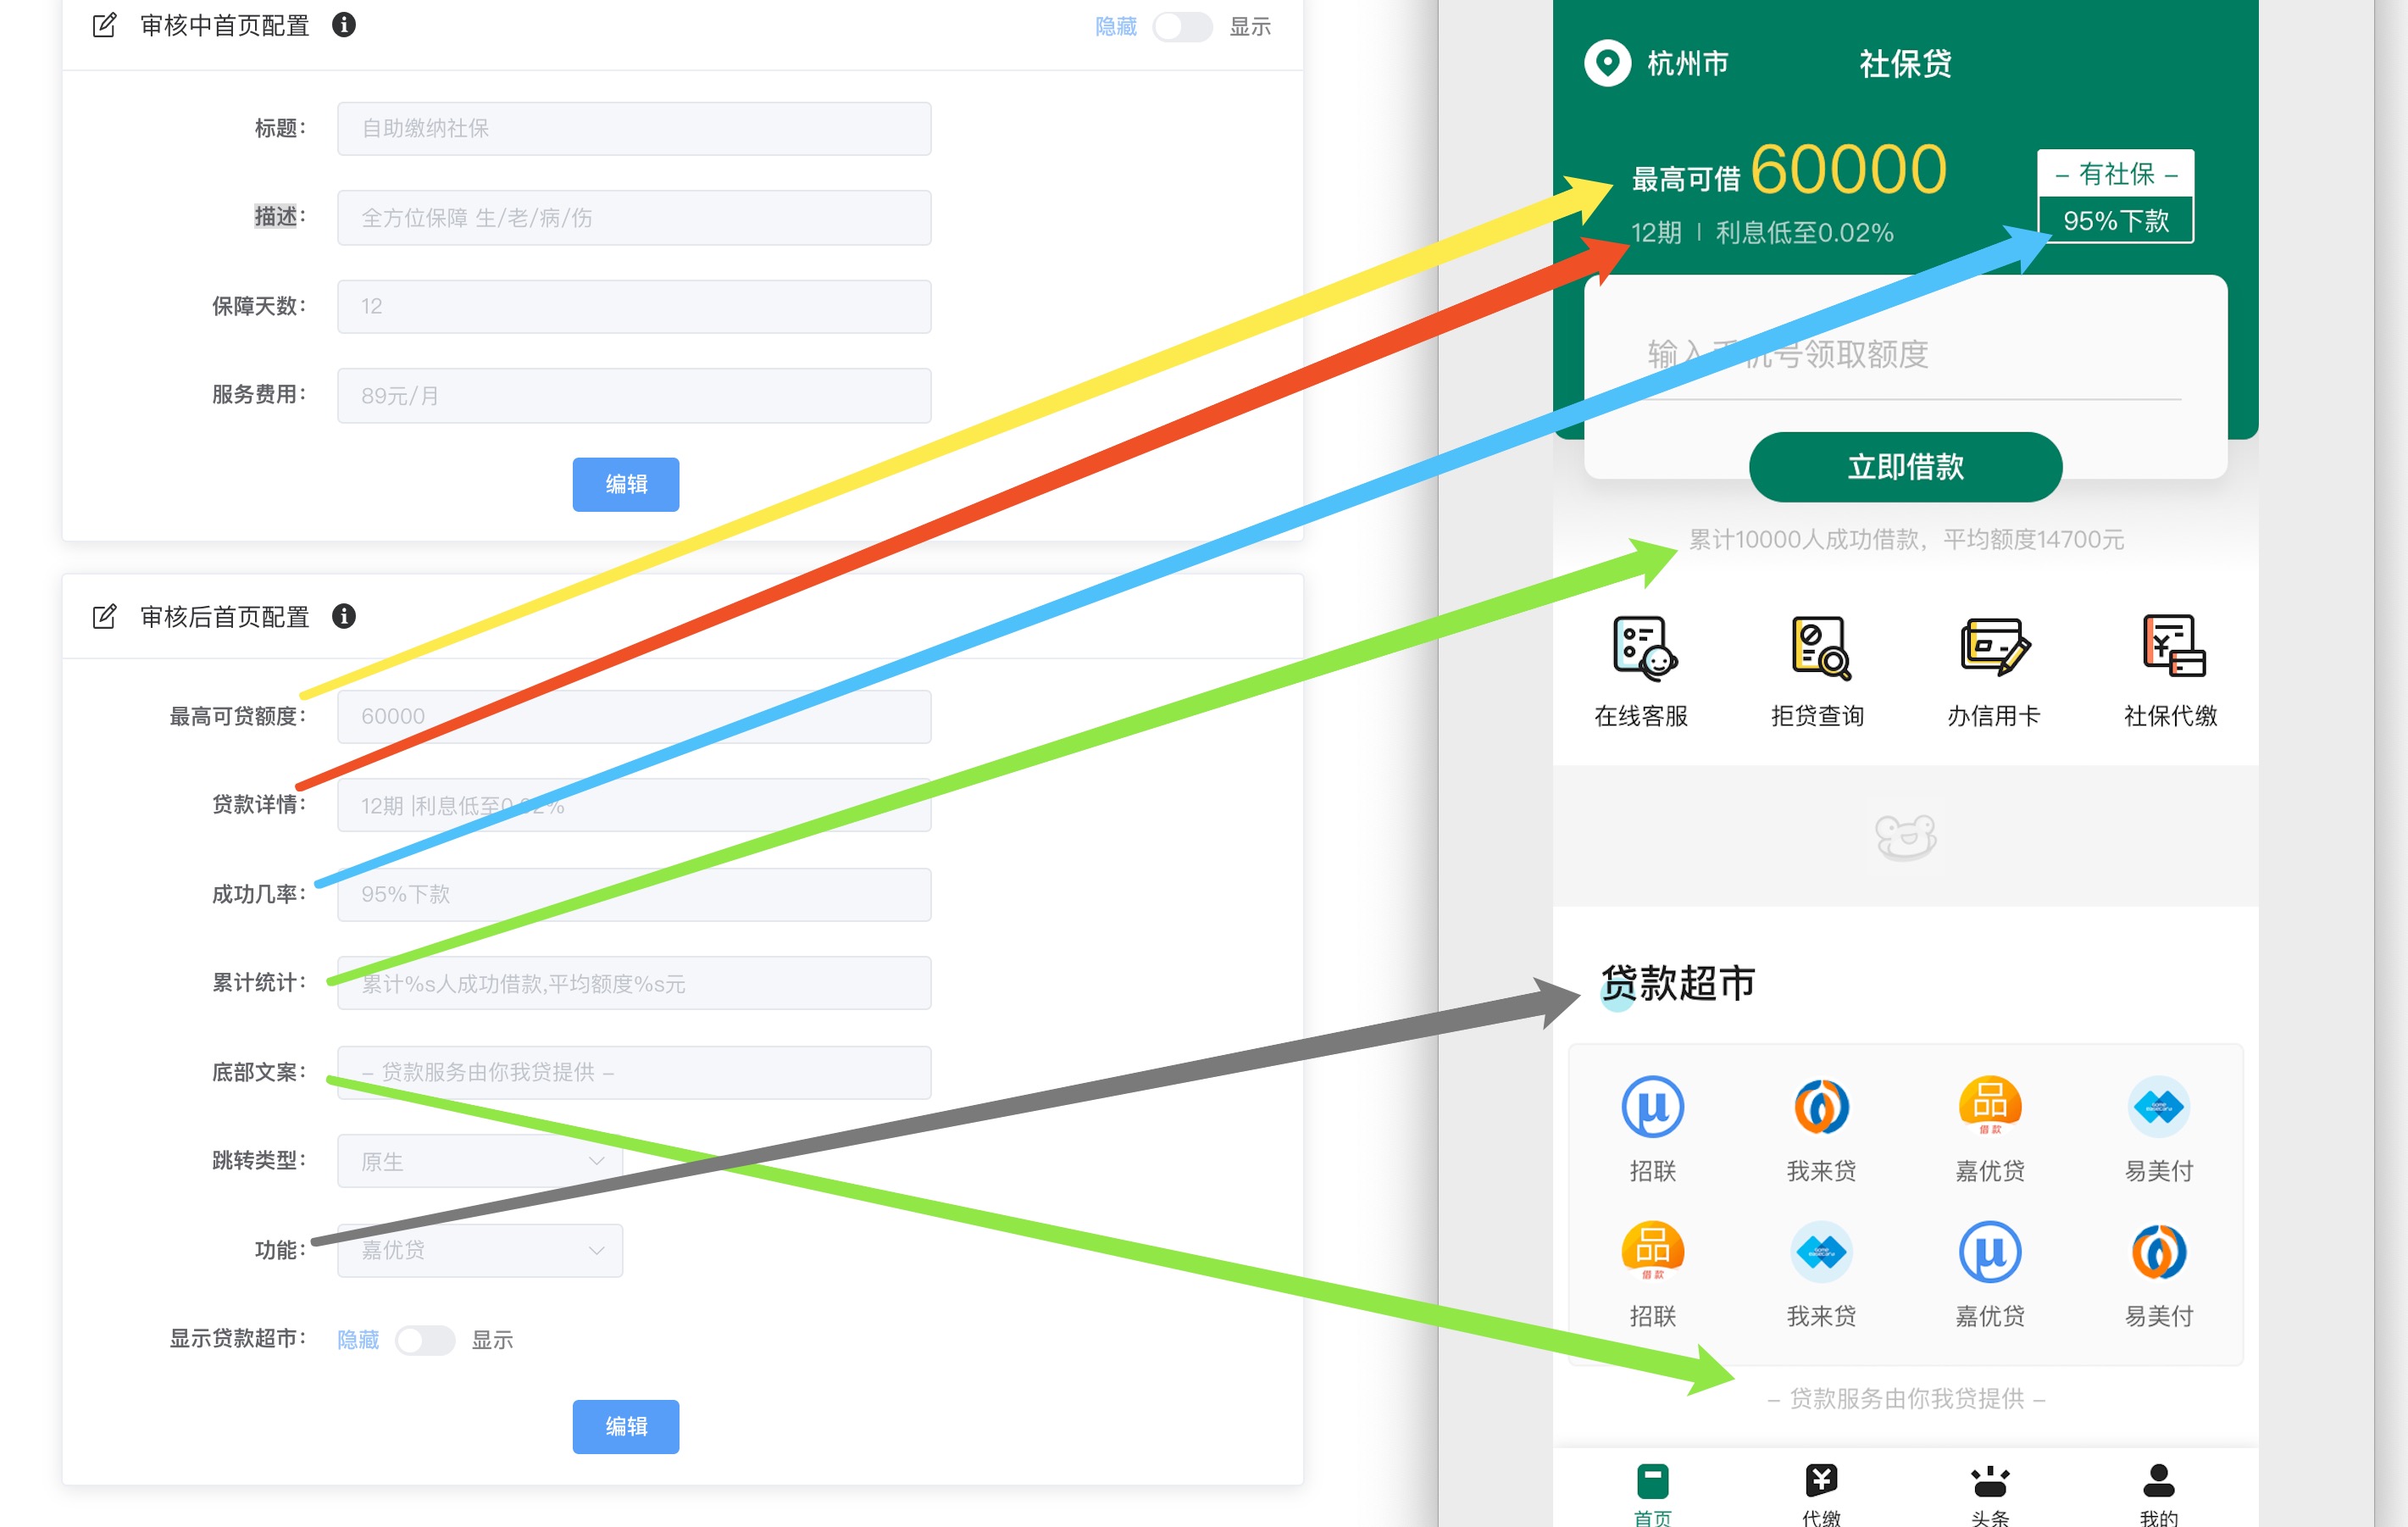 审核中首页配置
隐藏 显示
标题： 自助缴纳社保
描述： 全方位保障 生/老/病/伤
保障天数： 12
服务费用： 89元/月
编辑
审核后首页配置
最高可贷额度： 60000
贷款详情： 12期 |利息低至0.02%
成功几率： 95%下款
累计统计： 累计%s人成功借款,平均额度%s元
底部文案： – 贷款服务由你我贷提供 –
跳转类型： 原生
功能： 嘉优贷
显示贷款超市： 隐藏 显示
编辑
杭州市 社保贷
最高可借 60000
– 有社保 –
12期 | 利息低至0.02%
95%下款
输入手机号领取额度
立即借款
累计10000人成功借款，平均额度14700元
在线客服 拒贷查询 办信用卡 社保代缴
贷款超市
品
借款
招联 我来贷 嘉优贷 易美付
品
借款
招联 我来贷 嘉优贷 易美付
– 贷款服务由你我贷提供 –
首页 代缴 头条 我的